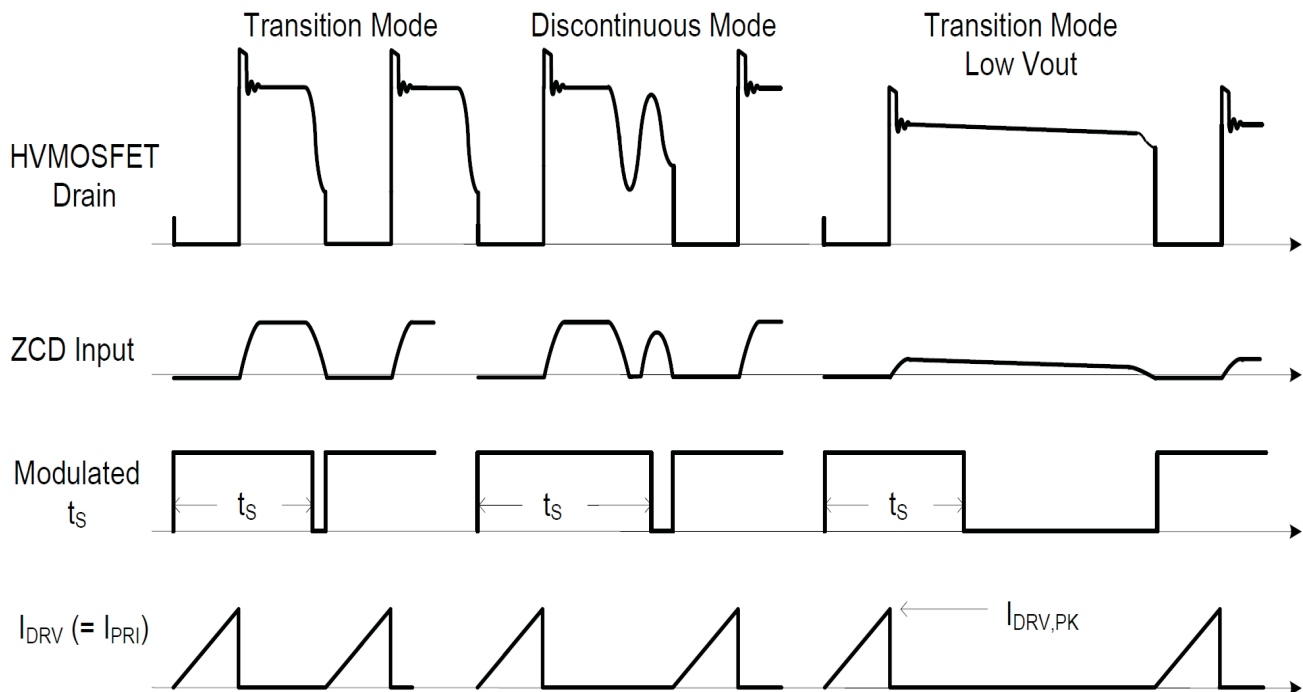 Transition Mode
Discontinuous Mode
Transition Mode
Low Vout
HVMOSFET
Drain
ZCD Input
Modulated
tS
tS
tS
tS
IDRV (= IPRI)
IDRV,PK